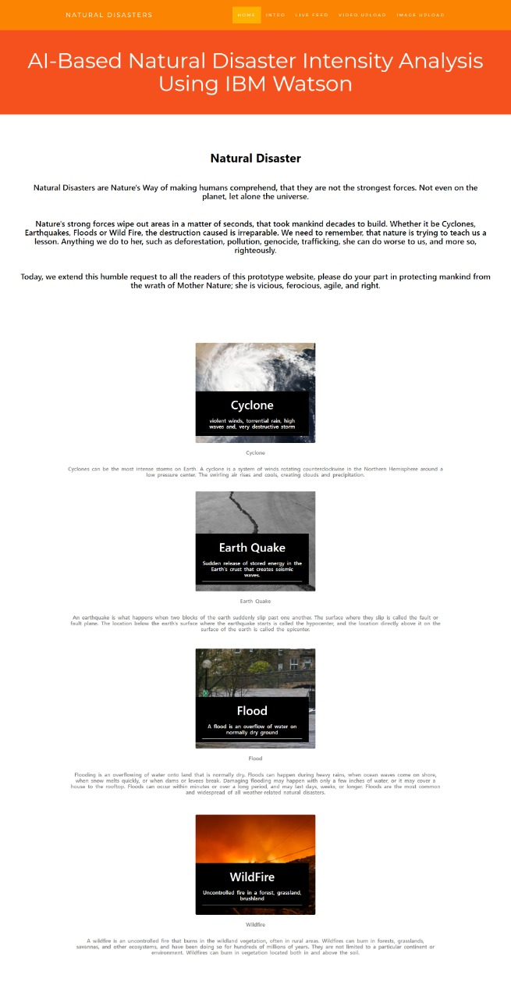 NATURAL DISASTERS
HOME INTRO LIVE FEED VIDEO UPLOAD IMAGE UPLOAD
AI-Based Natural Disaster Intensity Analysis
Using IBM Watson
Natural Disaster
Natural Disasters are Nature's Way of making humans comprehend, that they are not the strongest forces. Not even on the
planet, let alone the universe.
Nature's strong forces wipe out areas in a matter of seconds, that took mankind decades to build. Whether it be Cyclones,
Earthquakes, Floods or Wild Fire, the destruction caused is irreparable. We need to remember, that nature is trying to teach us a
lesson. Anything we do to her, such as deforestation, pollution, genocide, trafficking, she can do worse to us, and more so,
righteously.
Today, we extend this humble request to all the readers of this prototype website, please do your part in protecting mankind from
the wrath of Mother Nature; she is vicious, ferocious, agile, and right.
Cyclone
violent winds, torrential rain, high
waves and, very destructive storm
Cyclone
Cyclones can be the most intense storms on Earth. A cyclone is a system of winds rotating counterclockwise in the Northern Hemisphere around a
low pressure center. The swirling air rises and cools, creating clouds and precipitation.
Earth Quake
Sudden release of stored energy in the
Earth's crust that creates seismic
waves.
Earth Quake
An earthquake is what happens when two blocks of the earth suddenly slip past one another. The surface where they slip is called the fault or
fault plane. The location below the earth's surface where the earthquake starts is called the hypocenter, and the location directly above it on the
surface of the earth is called the epicenter.
Flood
A flood is an overflow of water on
normally dry ground
Flood
Flooding is an overflowing of water onto land that is normally dry. Floods can happen during heavy rains, when ocean waves come on shore,
when snow melts quickly, or when dams or levees break. Damaging flooding may happen with only a few inches of water, or it may cover a
house to the rooftop. Floods can occur within minutes or over a long period, and may last days, weeks, or longer. Floods are the most common
and widespread of all weather-related natural disasters.
WildFire
Uncontrolled fire in a forest, grassland,
brushland
Wildfire
A wildfire is an uncontrolled fire that burns in the wildland vegetation, often in rural areas. Wildfires can burn in forests, grasslands,
savannas, and other ecosystems, and have been doing so for hundreds of millions of years. They are not limited to a particular continent or
environment. Wildfires can burn in vegetation located both in and above the soil.